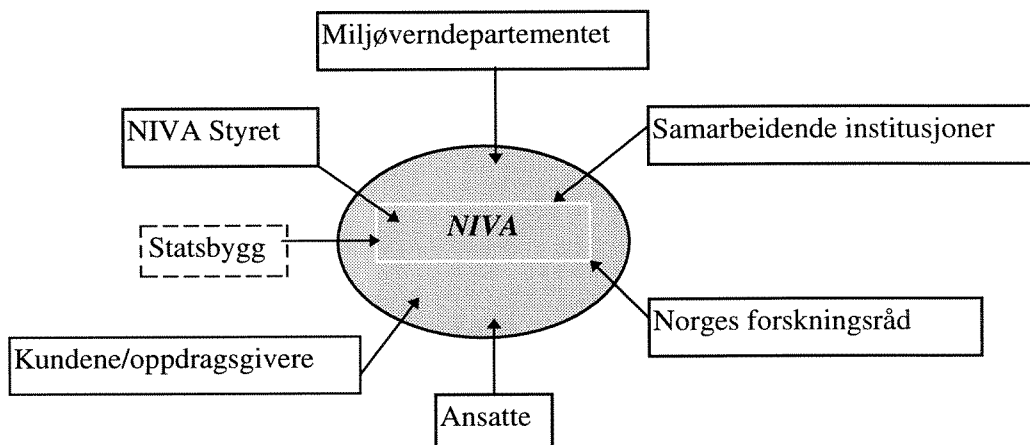 Miljøverndepartementet
NIVA Styret
Samarbeidende institusjoner
NIVA
Statsbygg
Norges forskningsråd
Kundene/oppdragsgivere
Ansatte